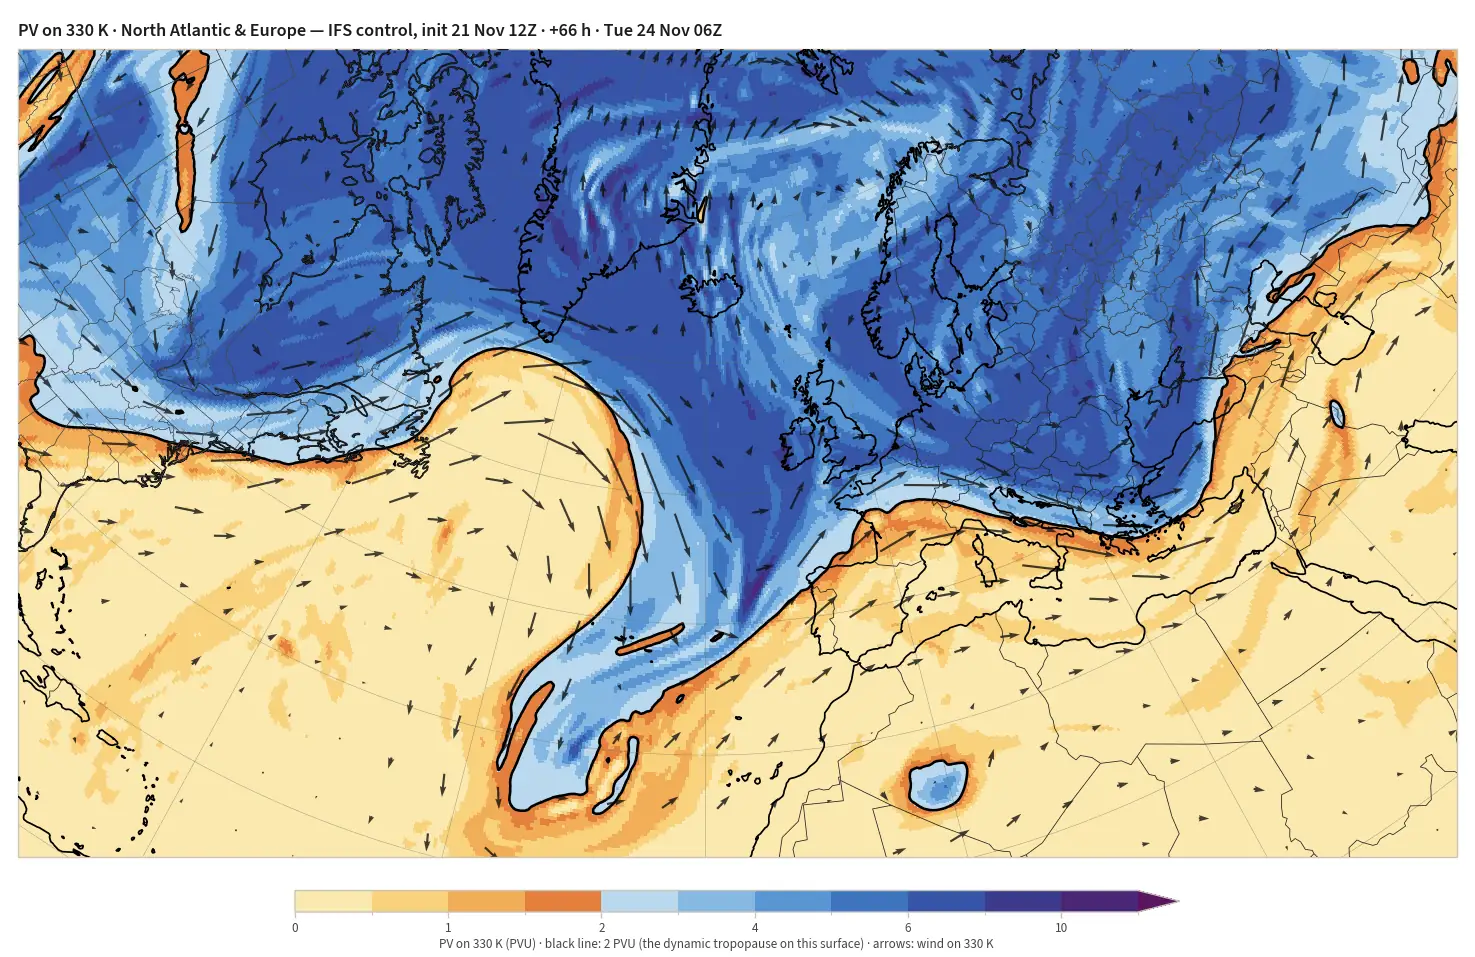 PV on 330 K · North Atlantic & Europe — IFS control, init 21 Nov 12Z · +66 h · Tue 24 Nov 06Z
0 1 2 4 6 10
PV on 330 K (PVU) · black line: 2 PVU (the dynamic tropopause on this surface) · arrows: wind on 330 K